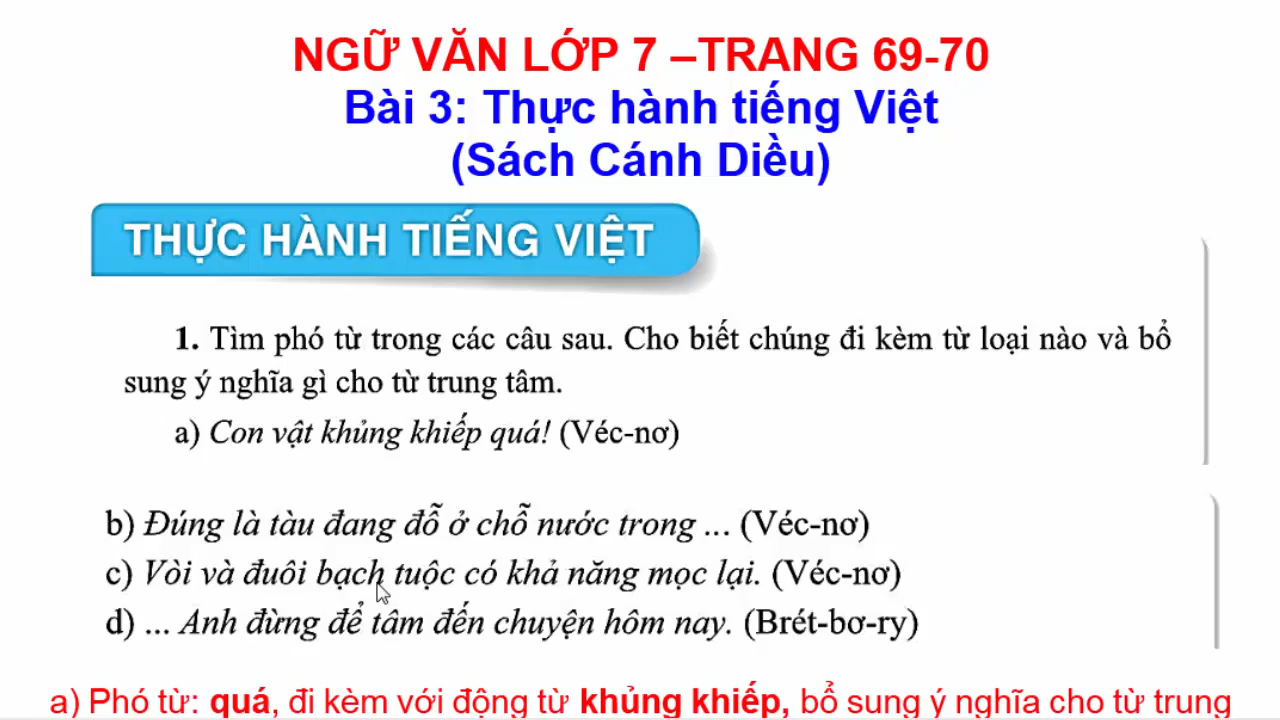 NGỮ VĂN LỚP 7 –TRANG 69-70
Bài 3: Thực hành tiếng Việt
(Sách Cánh Diều)
THỰC HÀNH TIẾNG VIỆT
1. Tìm phó từ trong các câu sau. Cho biết chúng đi kèm từ loại nào và bổ
sung ý nghĩa gì cho từ trung tâm.
a) Con vật khủng khiếp quá! (Véc-nơ)
b) Đúng là tàu đang đỗ ở chỗ nước trong ... (Véc-nơ)
c) Vòi và đuôi bạch tuộc có khả năng mọc lại. (Véc-nơ)
d) ... Anh đừng để tâm đến chuyện hôm nay. (Brét-bơ-ry)
a) Phó từ: quá, đi kèm với động từ khủng khiếp, bổ sung ý nghĩa cho từ trung